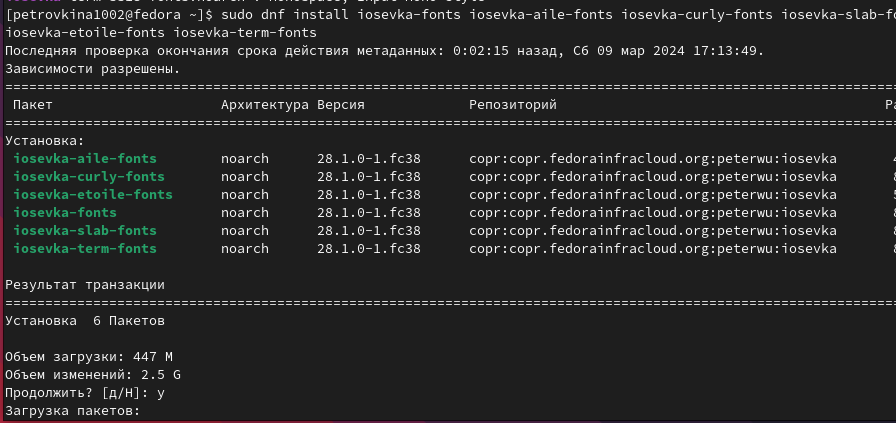 [petrovkina1002@fedora ~]$ sudo dnf install iosevka-fonts iosevka-aile-fonts iosevka-curly-fonts iosevka-slab-fo
iosevka-etoile-fonts iosevka-term-fonts
Последняя проверка окончания срока действия метаданных: 0:02:15 назад, Сб 09 мар 2024 17:13:49.
Зависимости разрешены.
================================================================================================================
Пакет Архитектура Версия Репозиторий Ра
================================================================================================================
Установка:
iosevka-aile-fonts noarch 28.1.0-1.fc38 copr:copr.fedorainfracloud.org:peterwu:iosevka
iosevka-curly-fonts noarch 28.1.0-1.fc38 copr:copr.fedorainfracloud.org:peterwu:iosevka
iosevka-etoile-fonts noarch 28.1.0-1.fc38 copr:copr.fedorainfracloud.org:peterwu:iosevka
iosevka-fonts noarch 28.1.0-1.fc38 copr:copr.fedorainfracloud.org:peterwu:iosevka
iosevka-slab-fonts noarch 28.1.0-1.fc38 copr:copr.fedorainfracloud.org:peterwu:iosevka
iosevka-term-fonts noarch 28.1.0-1.fc38 copr:copr.fedorainfracloud.org:peterwu:iosevka
Результат транзакции
================================================================================================================
Установка 6 Пакетов
Объем загрузки: 447 M
Объем изменений: 2.5 G
Продолжить? [д/Н]: y
Загрузка пакетов: